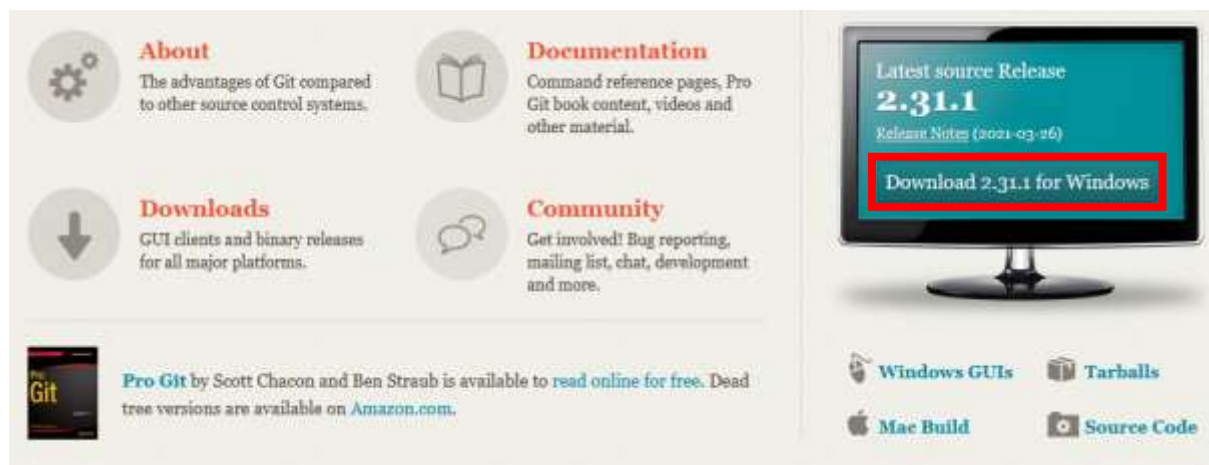 About
The advantages of Git compared
to other source control systems.
Documentation
Command reference pages, Pro
Git book content, videos and
other material.
Downloads
GUI clients and binary releases
for all major platforms.
Community
Get involved! Bug reporting,
mailing list, chat, development
and more.
Pro
Git
Pro Git by Scott Chacon and Ben Straub is available to read online for free. Dead
tree versions are available on Amazon.com.
Latest source Release
2.31.1
Release Notes (2021-03-26)
Download 2.31.1 for Windows
Windows GUIs
Tarballs
Mac Build
Source Code